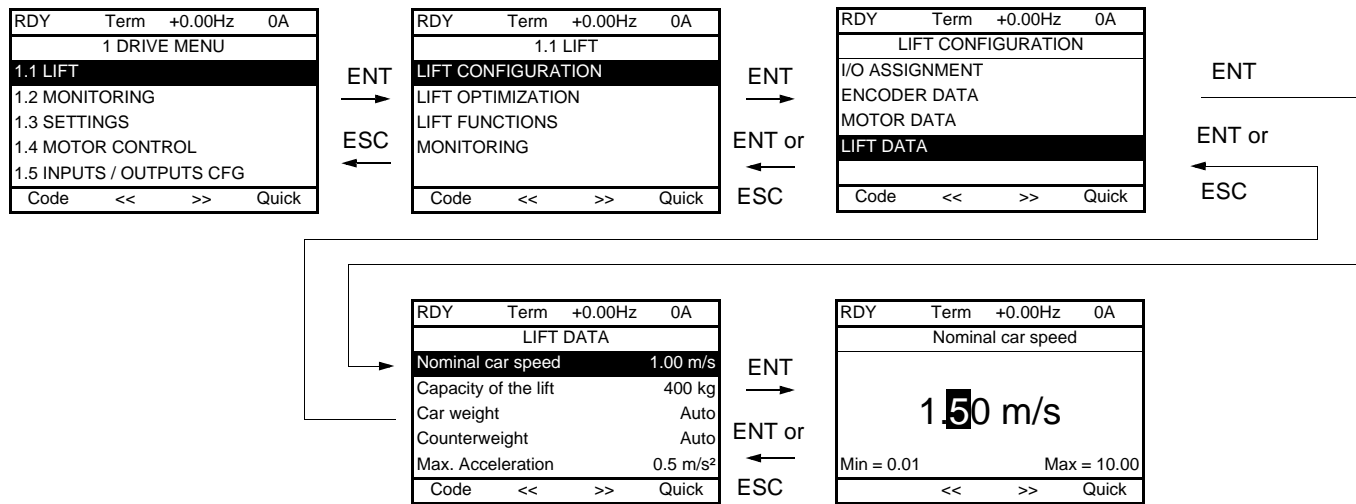 RDY Term +0.00Hz 0A
1 DRIVE MENU
1.1 LIFT
1.2 MONITORING
1.3 SETTINGS
1.4 MOTOR CONTROL
1.5 INPUTS / OUTPUTS CFG
Code << >> Quick
ENT
ESC
RDY Term +0.00Hz 0A
1.1 LIFT
LIFT CONFIGURATION
LIFT OPTIMIZATION
LIFT FUNCTIONS
MONITORING
Code << >> Quick
ENT
ENT or
ESC
RDY Term +0.00Hz 0A
LIFT CONFIGURATION
I/O ASSIGNMENT
ENCODER DATA
MOTOR DATA
LIFT DATA
Code << >> Quick
ENT
ENT or
ESC
RDY Term +0.00Hz 0A
LIFT DATA
Nominal car speed 1.00 m/s
Capacity of the lift 400 kg
Car weight Auto
Counterweight Auto
Max. Acceleration 0.5 m/s²
Code << >> Quick
ENT
ENT or
ESC
RDY Term +0.00Hz 0A
Nominal car speed
1.50 m/s
Min = 0.01 Max = 10.00
<< >> Quick